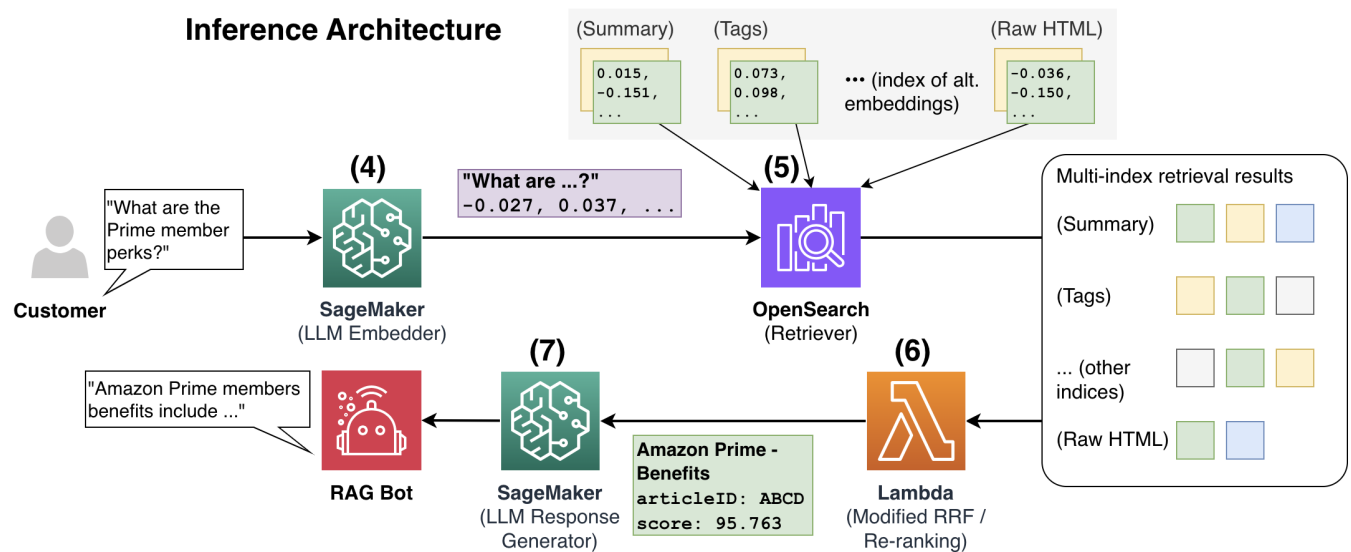 Inference Architecture
(Summary)
(Tags)
(Raw HTML)
0.015,
-0.151,
...
0.073,
0.098,
...
... (index of alt.
embeddings)
-0.036,
-0.150,
...
(4)
(5)
"What are the
Prime member
perks?"
Customer
SageMaker
(LLM Embedder)
"What are ...?"
-0.027, 0.037, ...
OpenSearch
(Retriever)
Multi-index retrieval results
(Summary)
(Tags)
... (other
indices)
(Raw HTML)
(6)
Lambda
(Modified RRF /
Re-ranking)
Amazon Prime -
Benefits
articleID: ABCD
score: 95.763
(7)
SageMaker
(LLM Response
Generator)
RAG Bot
"Amazon Prime members
benefits include ..."